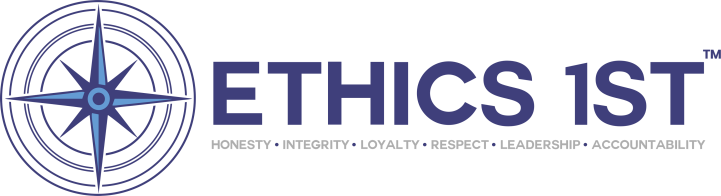 ETHICS 1ST™
HONESTY • INTEGRITY • LOYALTY • RESPECT • LEADERSHIP • ACCOUNTABILITY